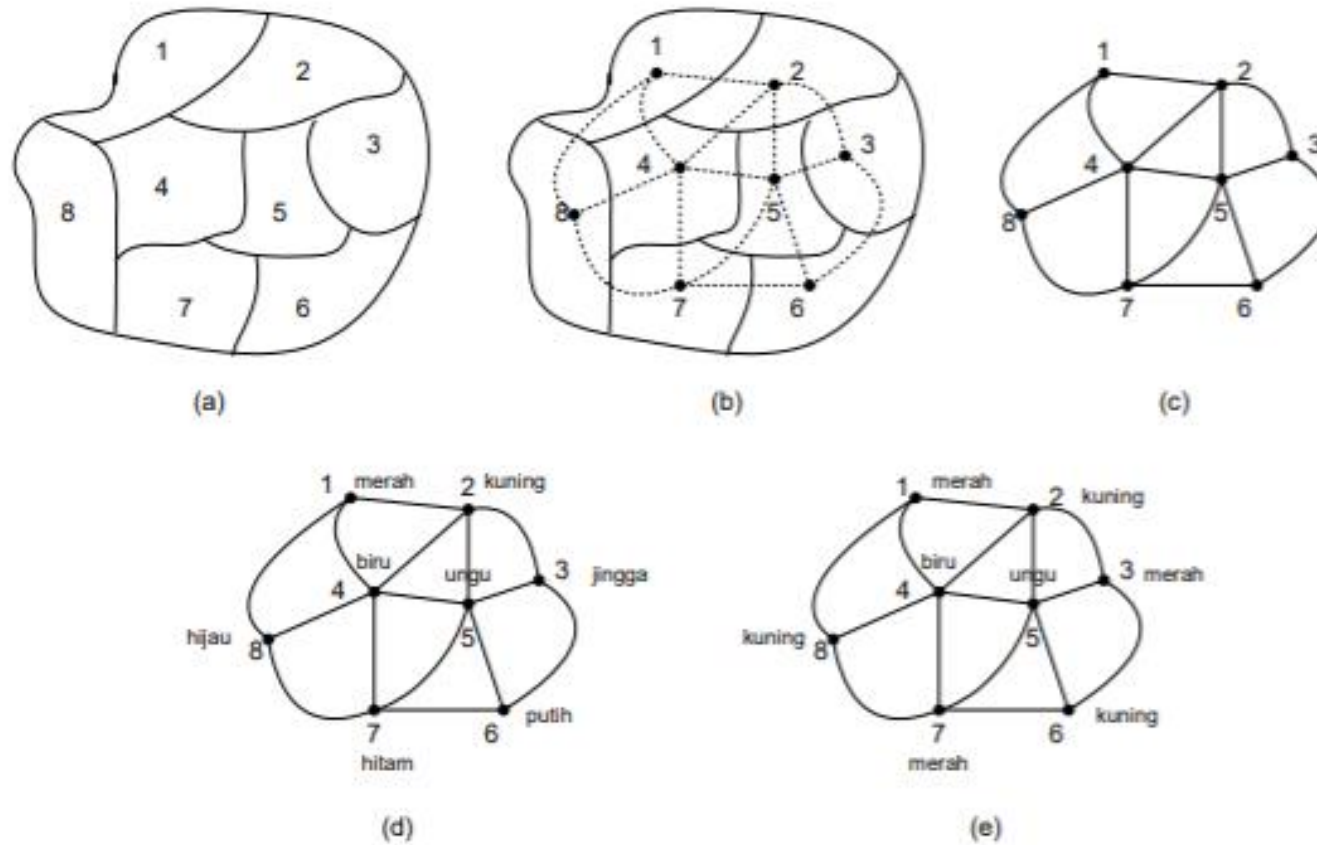 1 2 3 4 5 6 7 8
(a)
1 2 3 4 5 6 7 8
(b)
1 2 3 4 5 6 7 8
(c)
1 merah 2 kuning
biru
4 ungu 3 jingga
hijau 8 5
7 6 putih
hitam
(d)
1 merah 2 kuning
biru
4 ungu 3 merah
kuning 8 5
7 6 kuning
merah
(e)